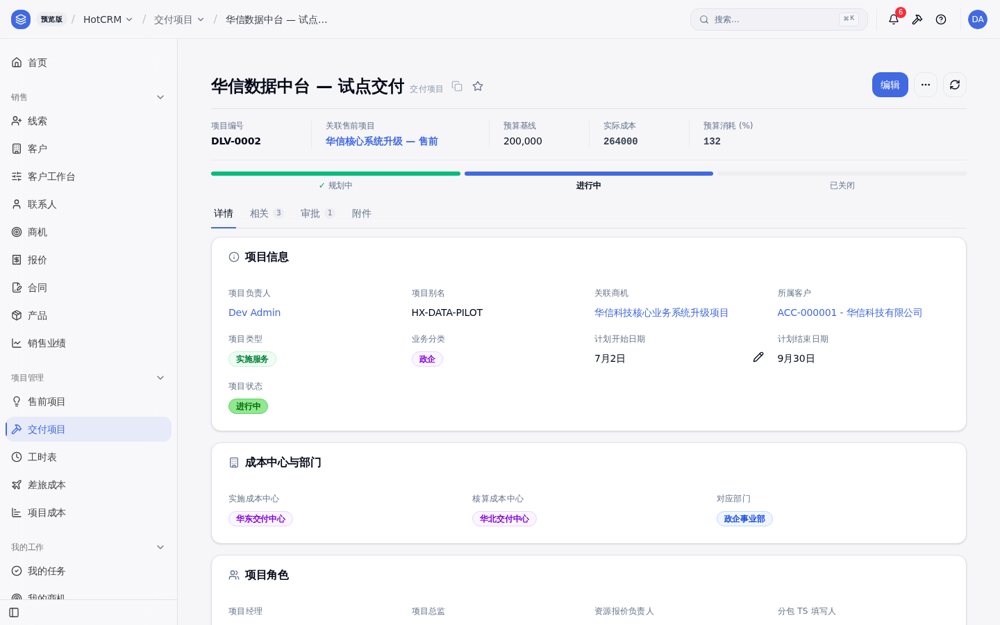 预览版 / HotCRM / 交付项目 / 华信数据中台 — 试点...
搜索... ⌘K 6 DA
首页
销售
线索
客户
客户工作台
联系人
商机
报价
合同
产品
销售业绩
项目管理
售前项目
交付项目
工时表
差旅成本
项目成本
我的工作
我的任务
我的商机
华信数据中台 — 试点交付 交付项目
编辑
项目编号 关联售前项目 预算基线 实际成本 预算消耗 (%)
DLV-0002 华信核心系统升级 — 售前 200,000 264000 132
✓ 规划中 进行中 已关闭
详情 相关 3 审批 1 附件
项目信息
项目负责人 项目别名 关联商机 所属客户
Dev Admin HX-DATA-PILOT 华信科技核心业务系统升级项目 ACC-000001 - 华信科技有限公司
项目类型 业务分类 计划开始日期 计划结束日期
实施服务 政企 7月2日 9月30日
项目状态
进行中
成本中心与部门
实施成本中心 核算成本中心 对应部门
华东交付中心 华北交付中心 政企事业部
项目角色
项目经理 项目总监 资源报价负责人 分包 TS 填写人